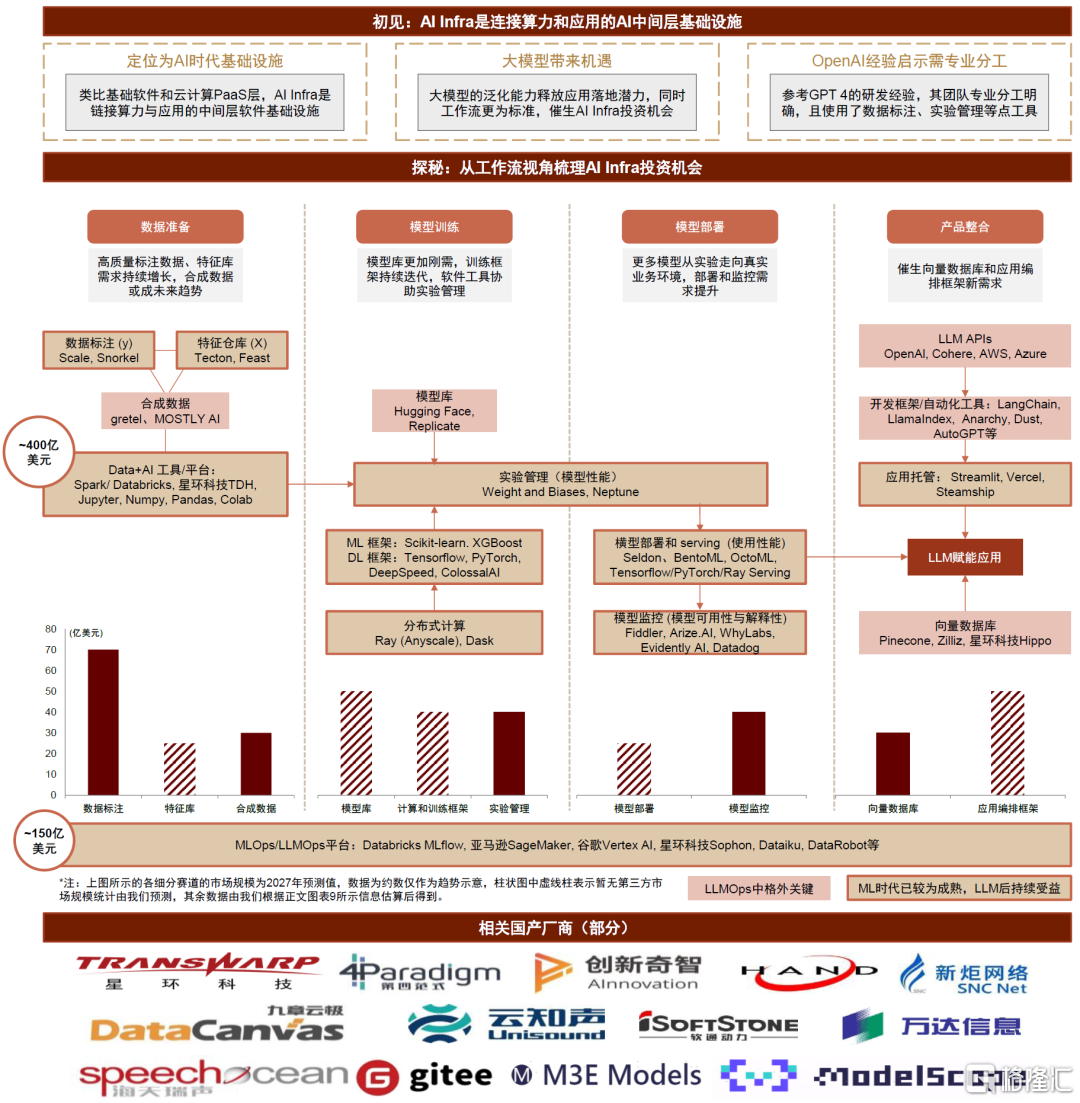 初见：AI Infra是连接算力和应用的AI中间层基础设施
定位为AI时代基础设施
类比基础软件和云计算PaaS层，AI Infra是
链接算力与应用的中间层软件基础设施
大模型带来机遇
大模型的泛化能力释放应用落地潜力，同时
工作流更为标准，催生AI Infra投资机会
OpenAI经验启示需专业分工
参考GPT 4的研发经验，其团队专业分工明
确，且使用了数据标注、实验管理等点工具
探秘：从工作流视角梳理AI Infra投资机会
数据准备
高质量标注数据、特征库
需求持续增长，合成数据
或成未来趋势
模型训练
模型库更加刚需，训练框
架持续迭代，软件工具协
助实验管理
模型部署
更多模型从实验走向真实
业务环境，部署和监控需
求提升
产品整合
催生向量数据库和应用编
排框架新需求
数据标注 (y)
Scale, Snorkel
特征仓库 (X)
Tecton, Feast
合成数据
gretel、MOSTLY AI
~400亿
美元
Data+AI 工具/平台：
Spark/ Databricks, 星环科技TDH,
Jupyter, Numpy, Pandas, Colab
模型库
Hugging Face,
Replicate
实验管理（模型性能）
Weight and Biases, Neptune
ML 框架：Scikit-learn. XGBoost
DL 框架：Tensorflow, PyTorch,
DeepSpeed, ColossalAI
分布式计算
Ray (Anyscale), Dask
模型部署和 serving  (使用性能)
Seldon、BentoML, OctoML,
Tensorflow/PyTorch/Ray Serving
模型监控 (模型可用性与解释性)
Fiddler, Arize.AI, WhyLabs,
Evidently AI, Datadog
LLM APIs
OpenAI, Cohere, AWS, Azure
开发框架/自动化工具：LangChain,
LlamaIndex,  Anarchy, Dust,
AutoGPT等
应用托管： Streamlit, Vercel,
Steamship
LLM赋能应用
向量数据库
Pinecone, Zilliz, 星环科技Hippo
(亿美元)
80
70
60
50
40
30
20
10
0
数据标注
特征库
合成数据
模型库
计算和训练框架
实验管理
模型部署
模型监控
向量数据库
应用编排框架
~150亿
美元
MLOps/LLMOps平台：Databricks MLflow, 亚马逊SageMaker, 谷歌Vertex AI, 星环科技Sophon, Dataiku, DataRobot等
*注：上图所示的各细分赛道的市场规模为2027年预测值，数据为约数仅作为趋势示意，柱状图中虚线柱表示暂无第三方市
场规模统计由我们预测，其余数据由我们根据正文图表9所示信息估算后得到。
LLMOps中格外关键
ML时代已较为成熟，LLM后持续受益
相关国产厂商（部分）
TRANSWARP
星环科技
4Paradigm
第四范式
创新奇智
AInnovation
HAND
新炬网络
SNC
SNC Net
九章云极
DataCanvas
云知声
Unisound
iSOFTSTONE
软通动力
万达信息
speechocean
海天瑞声
G
gitee
M
M3E Models
ModelScope
格隆汇